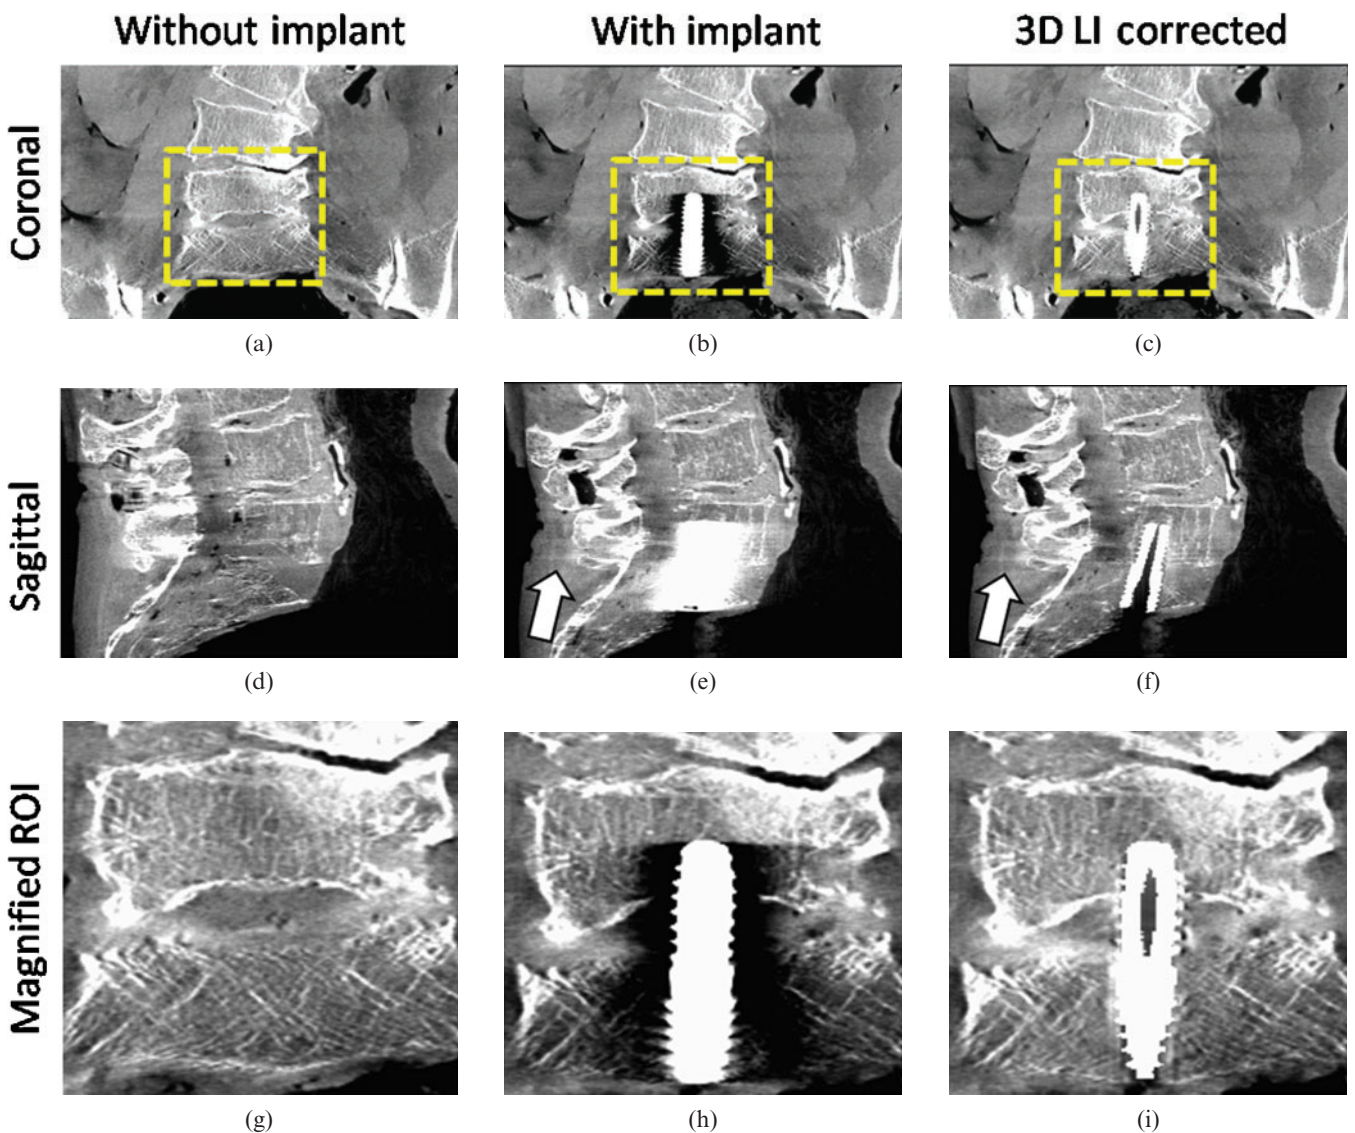 Without implant
With implant
3D LI corrected
Coronal
(a)
(b)
(c)
Sagittal
(d)
(e)
(f)
Magnified ROI
(g)
(h)
(i)